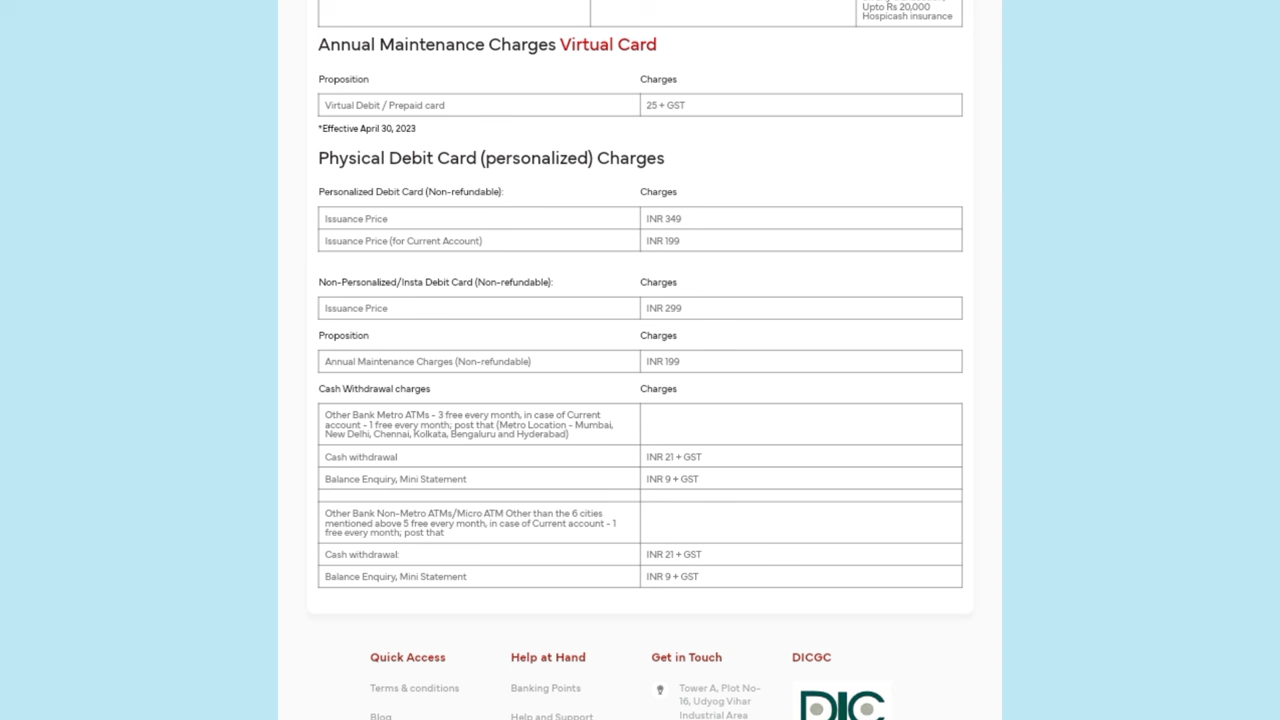 Upto Rs 20,000
Hospicash insurance
Annual Maintenance Charges Virtual Card
Proposition Charges
Virtual Debit / Prepaid card 25 + GST
*Effective April 30, 2023
Physical Debit Card (personalized) Charges
Personalized Debit Card (Non-refundable): Charges
Issuance Price INR 349
Issuance Price (for Current Account) INR 199
Non-Personalized/Insta Debit Card (Non-refundable): Charges
Issuance Price INR 299
Proposition Charges
Annual Maintenance Charges (Non-refundable) INR 199
Cash Withdrawal charges Charges
Other Bank Metro ATMs - 3 free every month, in case of Current
account - 1 free every month; post that (Metro Location - Mumbai,
New Delhi, Chennai, Kolkata, Bengaluru and Hyderabad)
Cash withdrawal INR 21 + GST
Balance Enquiry, Mini Statement INR 9 + GST
Other Bank Non-Metro ATMs/Micro ATM Other than the 6 cities
mentioned above 5 free every month, in case of Current account - 1
free every month; post that
Cash withdrawal: INR 21 + GST
Balance Enquiry, Mini Statement INR 9 + GST
Quick Access Help at Hand Get in Touch DICGC
Terms & conditions Banking Points Tower A, Plot No-
16, Udyog Vihar
Blog Help and Support Industrial Area
DIC